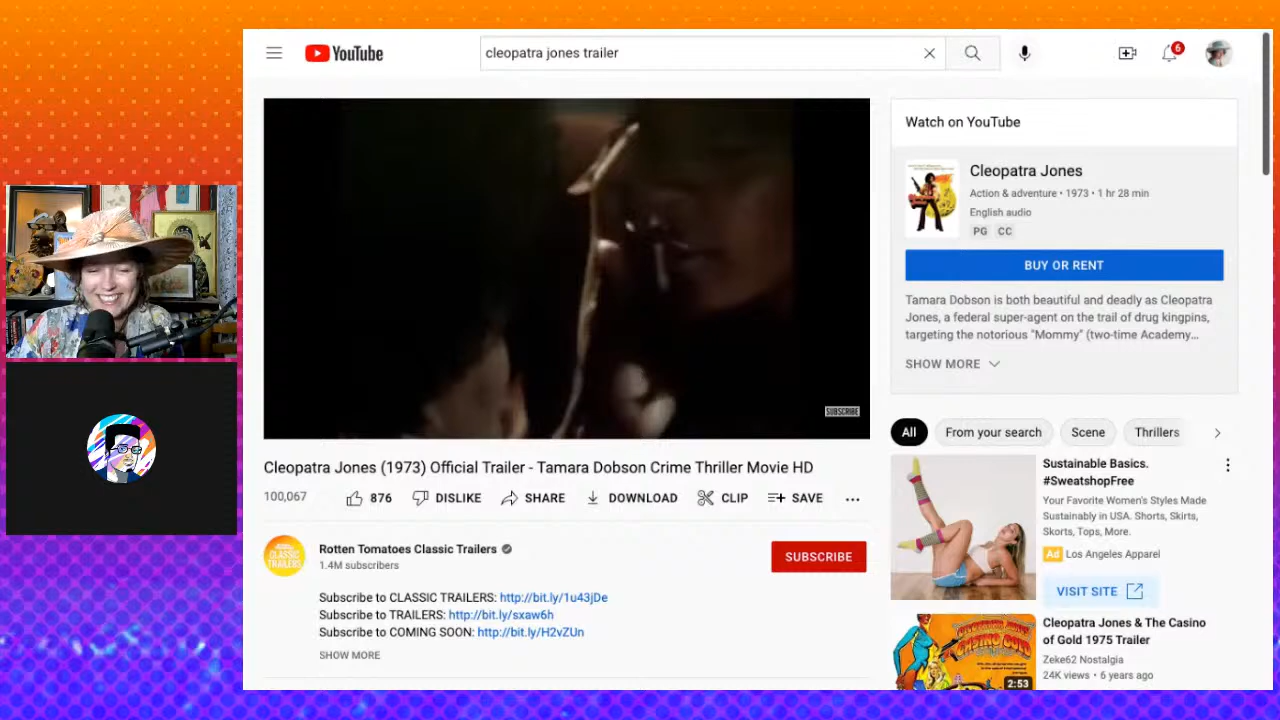 YouTube
cleopatra jones trailer
6
SUBSCRIBE
Cleopatra Jones (1973) Official Trailer - Tamara Dobson Crime Thriller Movie HD
100,067
876
DISLIKE
SHARE
DOWNLOAD
CLIP
SAVE
Rotten Tomatoes Classic Trailers
1.4M subscribers
SUBSCRIBE
Subscribe to CLASSIC TRAILERS: http://bit.ly/1u43jDe
Subscribe to TRAILERS: http://bit.ly/sxaw6h
Subscribe to COMING SOON: http://bit.ly/H2vZUn
SHOW MORE
CLASSIC
TRAILERS
Watch on YouTube
Cleopatra Jones
Action & adventure • 1973 • 1 hr 28 min
English audio
PG CC
BUY OR RENT
Tamara Dobson is both beautiful and deadly as Cleopatra
Jones, a federal super-agent on the trail of drug kingpins,
targeting the notorious "Mommy" (two-time Academy...
SHOW MORE
All
From your search
Scene
Thrillers
Sustainable Basics.
#SweatshopFree
Your Favorite Women's Styles Made
Sustainably in USA. Shorts, Skirts,
Skorts, Tops, More.
Ad Los Angeles Apparel
VISIT SITE
Cleopatra Jones & The Casino
of Gold 1975 Trailer
Zeke62 Nostalgia
24K views • 6 years ago
2:53